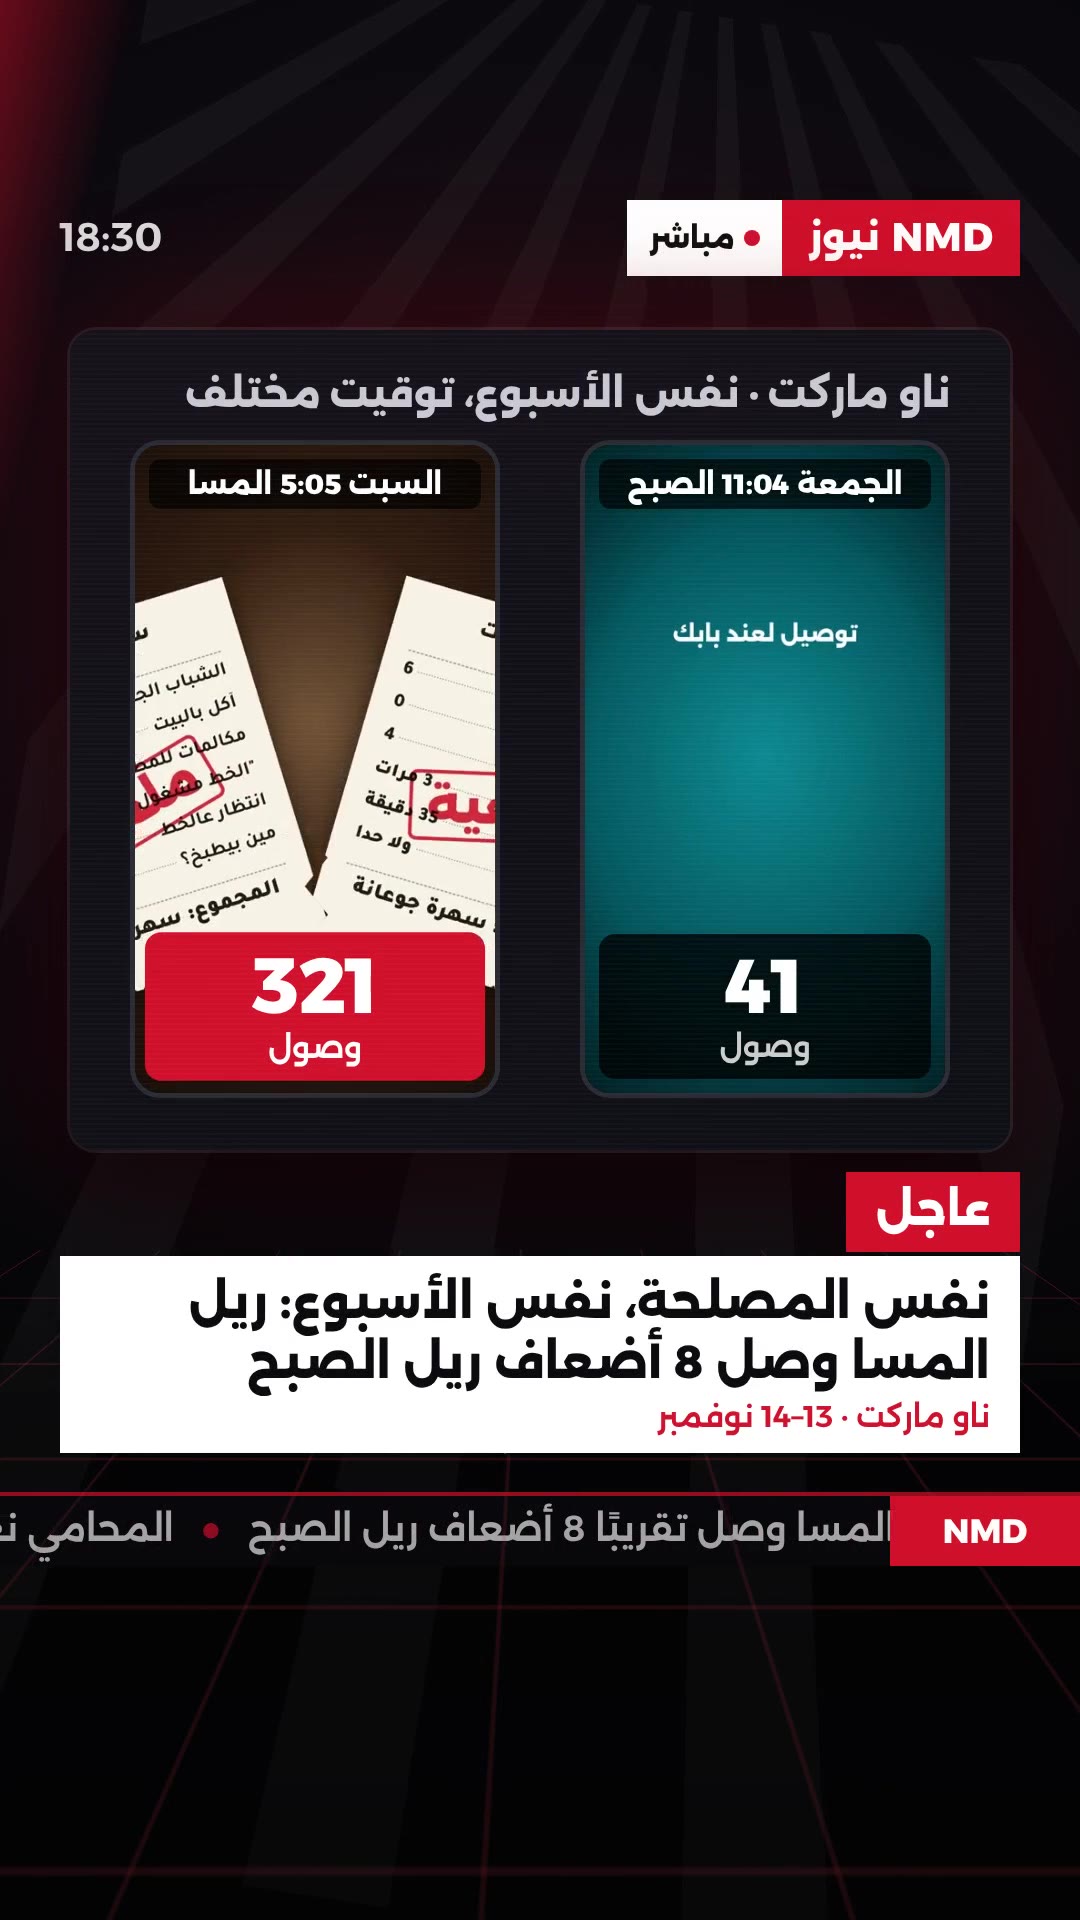 NMD نيوز
مباشر
18:30
ناو ماركت · نفس الأسبوع، توقيت مختلف
الجمعة 11:04 الصبح
توصيل لعند بابك
41
وصول
السبت 5:05 المسا
6
0
4
3 مرات
35 دقيقة
ولا حدا
سهرة جوعانة
الشباب
آكل بالبيت
مكالمات
"الخط مشغول
انتظار عالخط
مين بيطبخ؟
المجموع:
321
وصول
عاجل
نفس المصلحة، نفس الأسبوع: ريل
المسا وصل 8 أضعاف ريل الصبح
ناو ماركت · 13–14 نوفمبر
NMD
المسا وصل تقريبًا 8 أضعاف ريل الصبح • المحامي